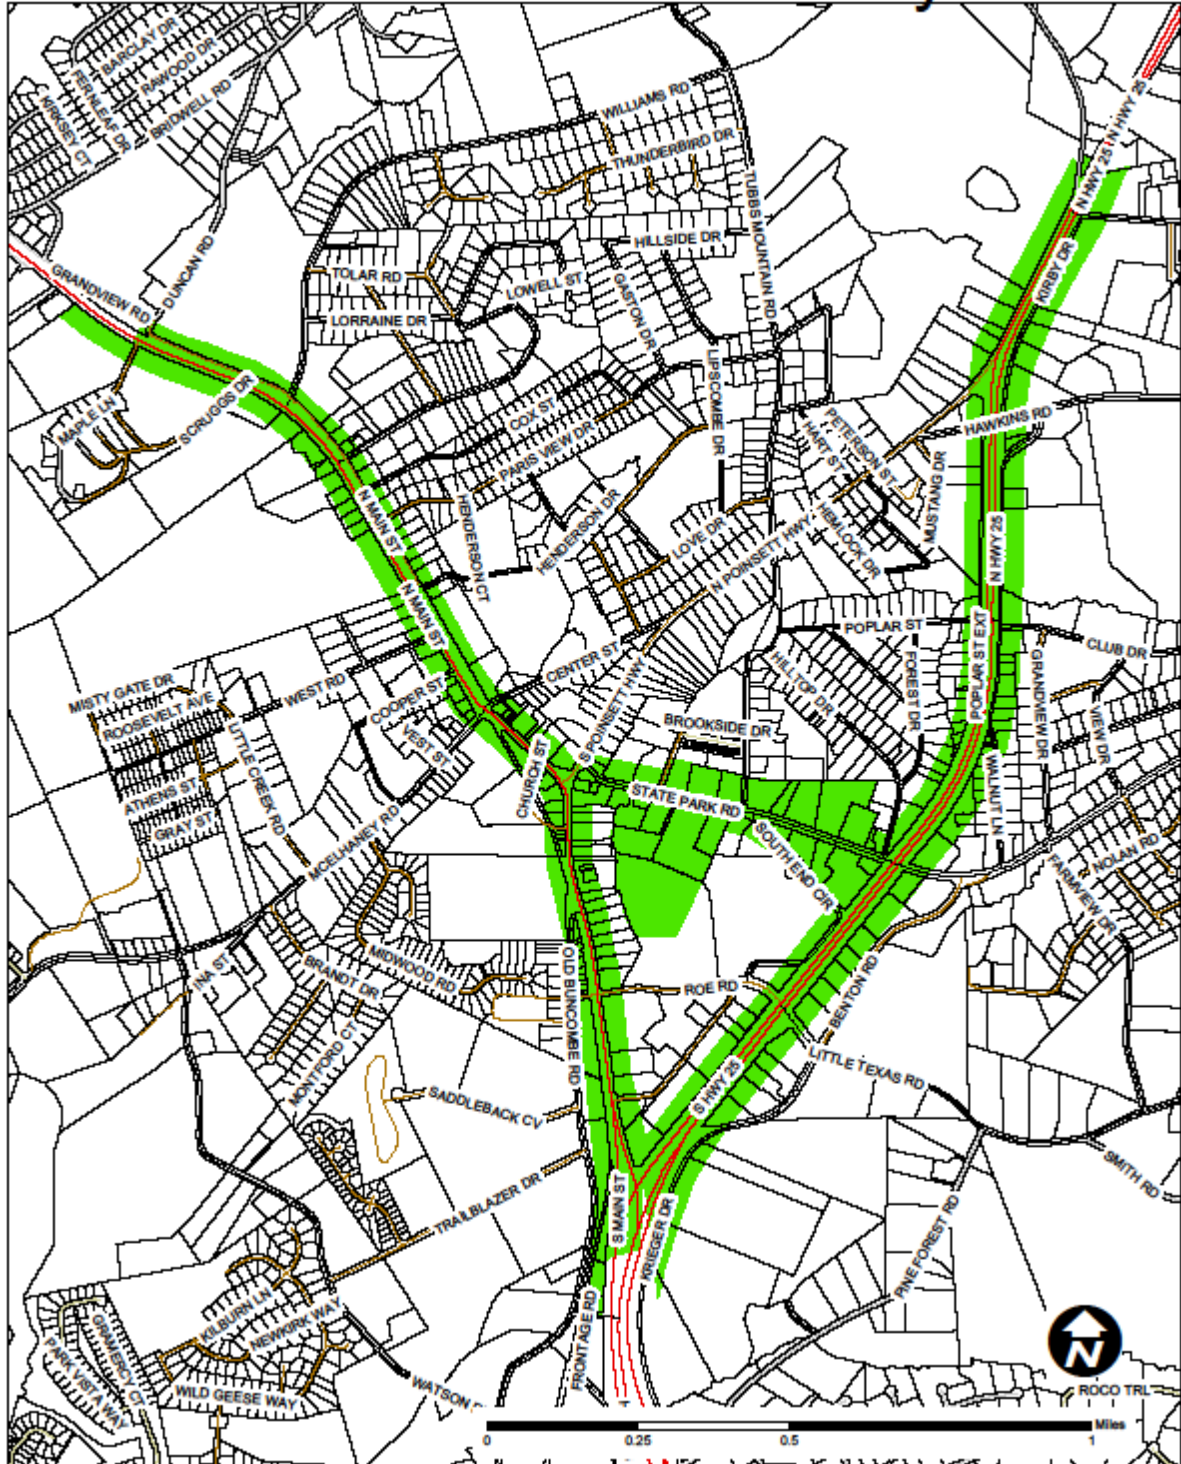 BARCLAY DR
RAWOOD DR
FERNLEAF DR
BRIDWELL RD
KIRKSEY CT
WILLIAMS RD
THUNDERBIRD DR
N HWY 25
N HWY 25
TUBBS MOUNTAIN RD
HILLSIDE DR
DUNCAN RD
GRANDVIEW RD
TOLAR RD
LOWELL ST
GASTON DR
KIRBY DR
LORRAINE DR
LIPSCOMBE DR
MAPLE LN
SCRUGGS DR
COX ST
PARIS VIEW DR
PETERSON ST
HART ST
HAWKINS RD
MUSTANG DR
N MAIN ST
HENDERSON CT
HENDERSON DR
LOVE DR
N POINSETT HWY
HEMLOCK DR
N HWY 25
N MAIN ST
POPLAR ST
POPLAR ST EXT
CLUB DR
CENTER ST
HILLTOP DR
FOREST DR
GRANDVIEW DR
VIEW DR
MISTY GATE DR
ROOSEVELT AVE
WEST RD
COOPER ST
VEST ST
S POINSETT HWY
BROOKSIDE DR
LITTLE CREEK RD
ATHENS ST
GRAY ST
CHURCH ST
STATE PARK RD
WALNUT LN
MCELHANEY RD
SOUTH END CIR
NOLAN RD
FARMVIEW DR
INA ST
BRANDT DR
MIDWOOD RD
OLD BUNCOMBE RD
ROE RD
BENTON RD
MONTFORD CT
SADDLEBACK CV
S HWY 25
LITTLE TEXAS RD
SMITH RD
TRAILBLAZER DR
S MAIN ST
KRIEGER DR
PINE FOREST RD
KILBURN LN
NEWKIRK WAY
FRONTAGE RD
GRAMERCY CT
PARK VISTA WAY
WILD GEESE WAY
WATSON
N
ROCO TRL
Miles
0 0.25 0.5 1